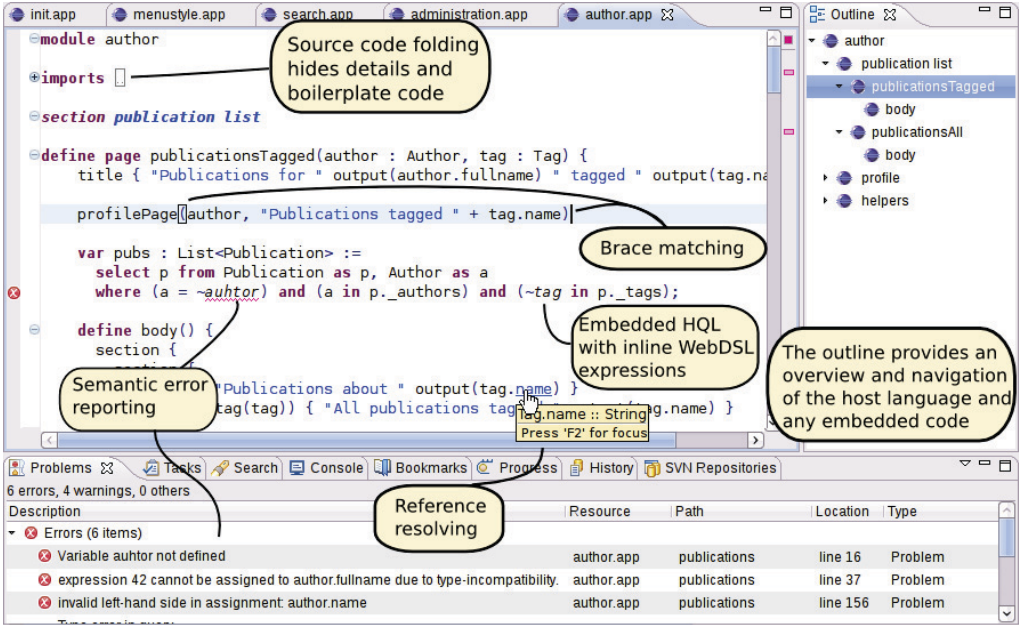 init.app menustyle.app search.app administration.app author.app
Outline
module author
imports
section publication list
define page publicationsTagged(author : Author, tag : Tag) {
title { "Publications for " output(author.fullname) " tagged " output(tag.na
profilePage(author, "Publications tagged " + tag.name)
var pubs : List<Publication> :=
select p from Publication as p, Author as a
where (a = ~auhtor) and (a in p._authors) and (~tag in p._tags);
define body() {
section {
"Publications about " output(tag.name) }
tag(tag)) { "All publications (tag.name) }
Tag.name :: String
Press 'F2' for focus
Source code folding
hides details and
boilerplate code
Brace matching
Embedded HQL
with inline WebDSL
expressions
Semantic error
reporting
Reference
resolving
author
publication list
publicationsTagged
body
publicationsAll
body
profile
helpers
The outline provides an
overview and navigation
of the host language and
any embedded code
Problems Tasks Search Console Bookmarks Progress History SVN Repositories
6 errors, 4 warnings, 0 others
Description Resource Path Location Type
Errors (6 items)
Variable auhtor not defined author.app publications line 16 Problem
expression 42 cannot be assigned to author.fullname due to type-incompatibility. author.app publications line 37 Problem
invalid left-hand side in assignment: author.name author.app publications line 156 Problem